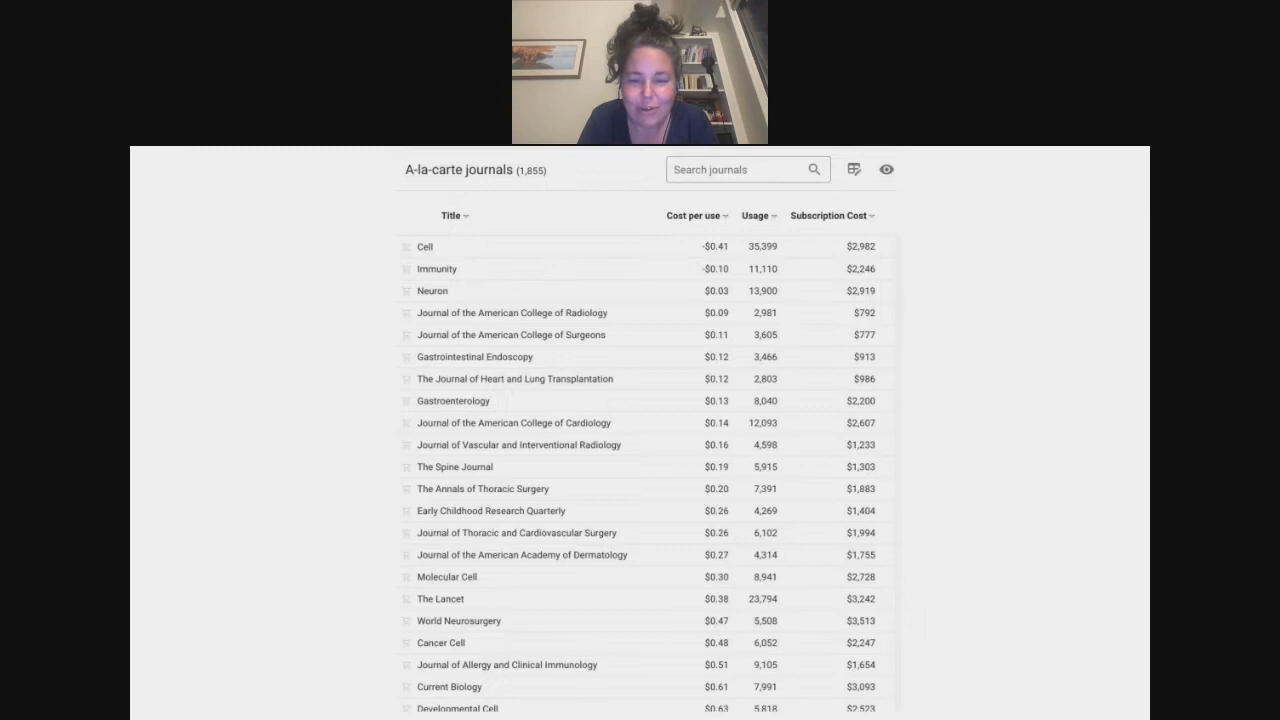 A-la-carte journals (1,855)
Search journals
Title Cost per use Usage Subscription Cost
Cell -$0.41 35,399 $2,982
Immunity -$0.10 11,110 $2,246
Neuron $0.03 13,900 $2,919
Journal of the American College of Radiology $0.09 2,981 $792
Journal of the American College of Surgeons $0.11 3,605 $777
Gastrointestinal Endoscopy $0.12 3,466 $913
The Journal of Heart and Lung Transplantation $0.12 2,803 $986
Gastroenterology $0.13 8,040 $2,200
Journal of the American College of Cardiology $0.14 12,093 $2,607
Journal of Vascular and Interventional Radiology $0.16 4,598 $1,233
The Spine Journal $0.19 5,915 $1,303
The Annals of Thoracic Surgery $0.20 7,391 $1,883
Early Childhood Research Quarterly $0.26 4,269 $1,404
Journal of Thoracic and Cardiovascular Surgery $0.26 6,102 $1,994
Journal of the American Academy of Dermatology $0.27 4,314 $1,755
Molecular Cell $0.30 8,941 $2,728
The Lancet $0.38 23,794 $3,242
World Neurosurgery $0.47 5,508 $3,513
Cancer Cell $0.48 6,052 $2,247
Journal of Allergy and Clinical Immunology $0.51 9,105 $1,654
Current Biology $0.61 7,991 $3,093
Developmental Cell $0.63 5,818 $2,523